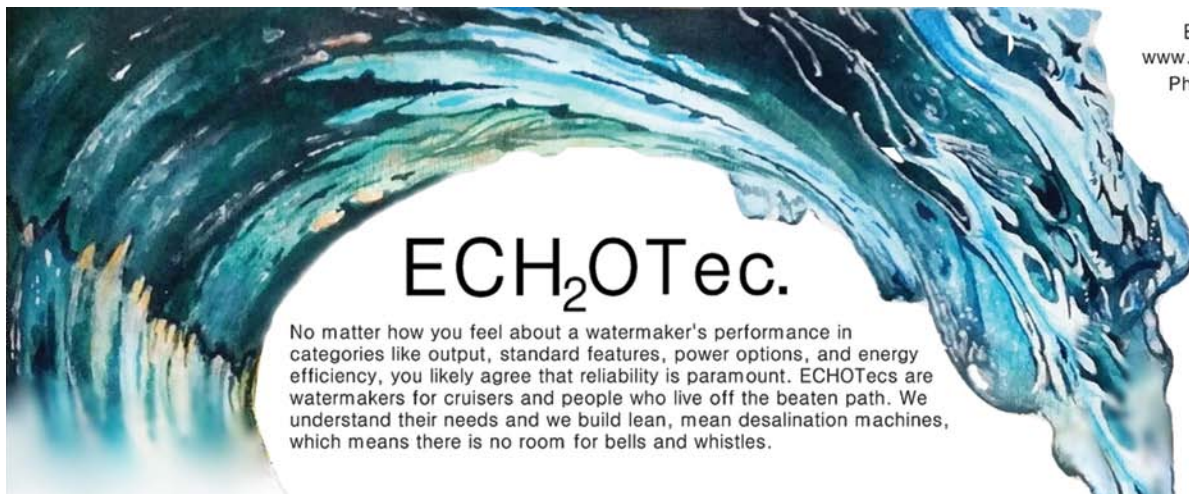 www.
ECH₂OTec.
No matter how you feel about a watermaker's performance in
categories like output, standard features, power options, and energy
efficiency, you likely agree that reliability is paramount. ECHOTecs are
watermakers for cruisers and people who live off the beaten path. We
understand their needs and we build lean, mean desalination machines,
which means there is no room for bells and whistles.